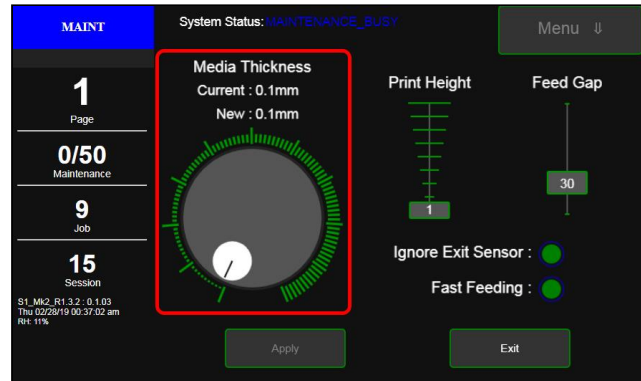 MAINT
System Status: MAINTENANCE_BUSY
Menu ⇓
1
Page
0/50
Maintenance
9
Job
15
Session
S1_Mk2_R1.3.2 : 0.1.03
Thu 02/28/19 00:37:02 am
RH: 11%
Media Thickness
Current : 0.1mm
New : 0.1mm
Print Height
1
Feed Gap
30
Ignore Exit Sensor :
Fast Feeding :
Apply
Exit